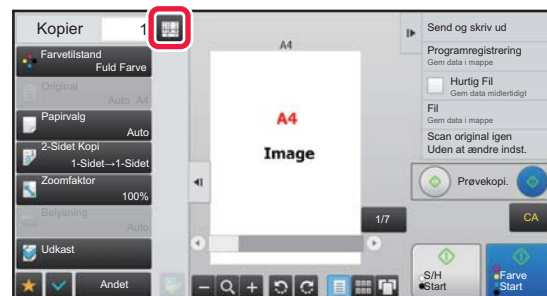 Kopier 1
Farvetilstand
Fuld Farve
Original
Auto A4
Papirvalg
Auto
2-Sidet Kopi
1-Sidet→1-Sidet
Zoomfaktor
100%
Belysning
Auto
Udkast
Andet
A4
A4
Image
1/7
Send og skriv ud
Programregistrering
Gem data i mappe
Hurtig Fil
Gem data midlertidigt
Fil
Gem data i mappe
Scan original igen
Uden at ændre indst.
Prøvekopi.
CA
S/H
Start
Farve
Start